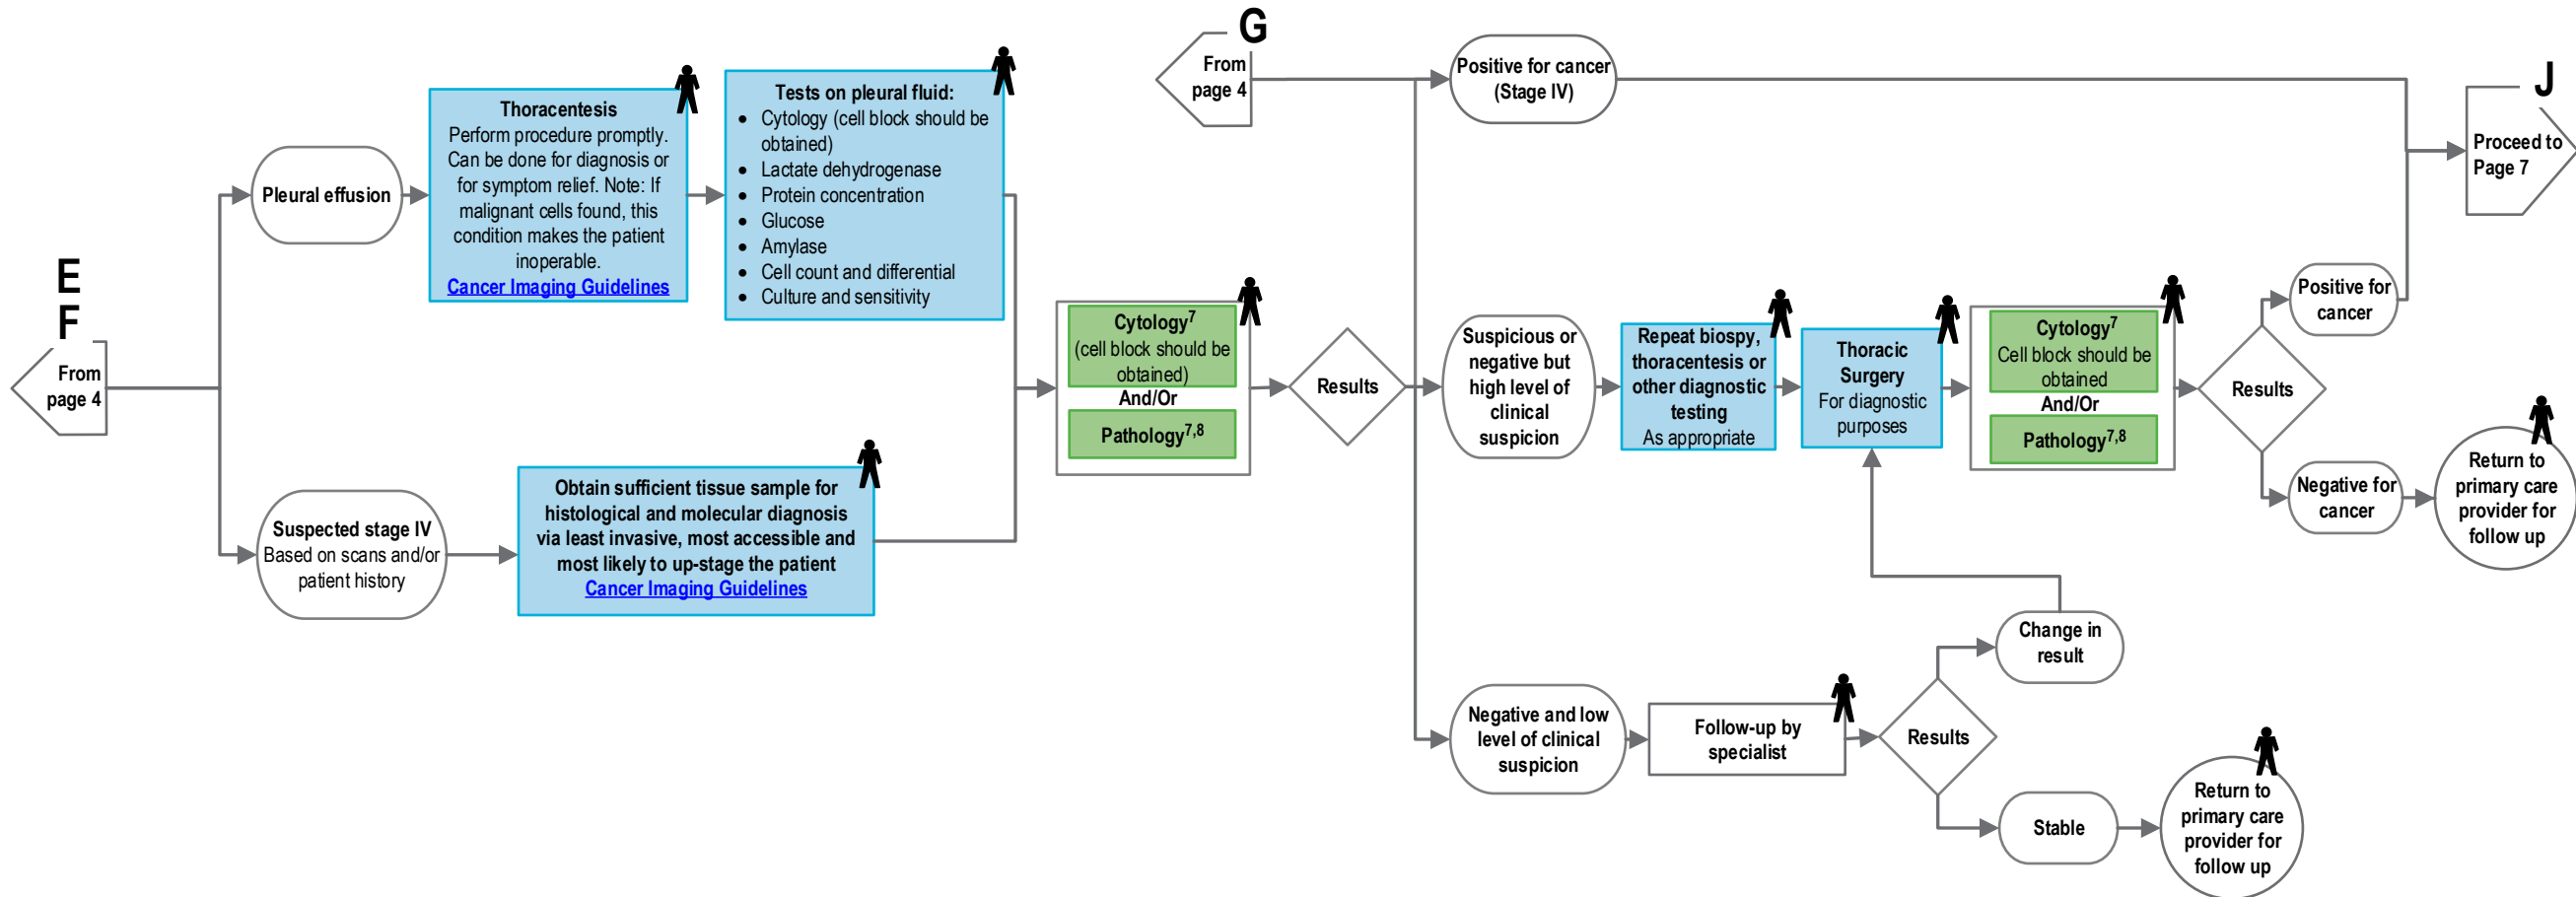 E
F
From
page 4
Pleural effusion
Thoracentesis
Perform procedure promptly.
Can be done for diagnosis or
for symptom relief. Note: If
malignant cells found, this
condition makes the patient
inoperable.
Cancer Imaging Guidelines
Tests on pleural fluid:
• Cytology (cell block should be
obtained)
• Lactate dehydrogenase
• Protein concentration
• Glucose
• Amylase
• Cell count and differential
• Culture and sensitivity
Suspected stage IV
Based on scans and/or
patient history
Obtain sufficient tissue sample for
histological and molecular diagnosis
via least invasive, most accessible and
most likely to up-stage the patient
Cancer Imaging Guidelines
Cytology7
(cell block should be
obtained)
And/Or
Pathology7,8
Results
G
From
page 4
Positive for cancer
(Stage IV)
J
Proceed to
Page 7
Suspicious or
negative but
high level of
clinical
suspicion
Repeat biospy,
thoracentesis or
other diagnostic
testing
As appropriate
Thoracic
Surgery
For diagnostic
purposes
Cytology7
Cell block should be
obtained
And/Or
Pathology7,8
Results
Positive for
cancer
Negative for
cancer
Return to
primary care
provider for
follow up
Negative and low
level of clinical
suspicion
Follow-up by
specialist
Results
Change in
result
Stable
Return to
primary care
provider for
follow up